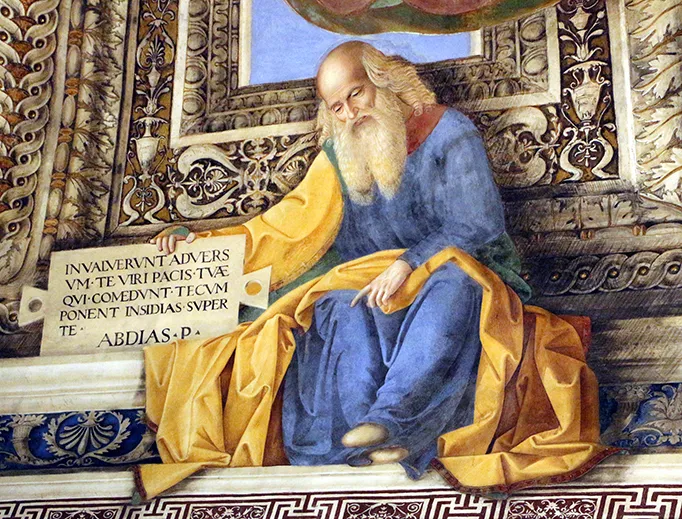 INVALVERVNT ADVERS
VM·TE VIRI PACIS·TVÆ
QVI·COMEDVNT·TECVM
PONENT INSIDIAS·SVPER
TE·
ABDIAS·P·